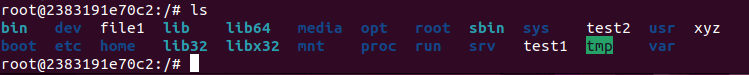 root@2383191e70c2:/# ls
bin dev file1 lib lib64 media opt root sbin sys test2 usr xyz
boot etc home lib32 libx32 mnt proc run srv test1 tmp var
root@2383191e70c2:/#